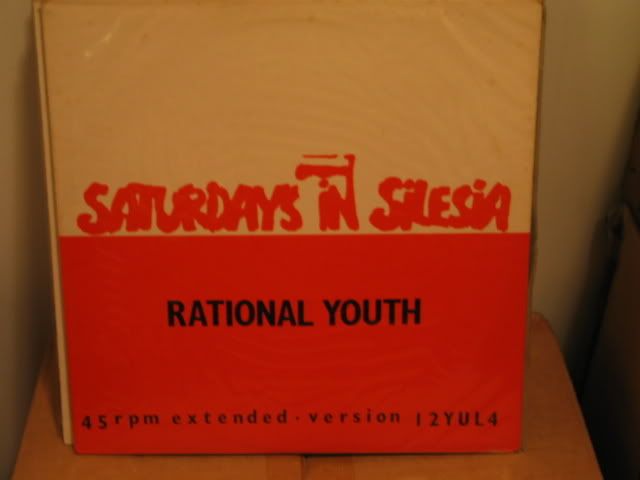 SATURDAYS iN SiLESiA
RATIONAL YOUTH
45rpm extended · version 12YUL4